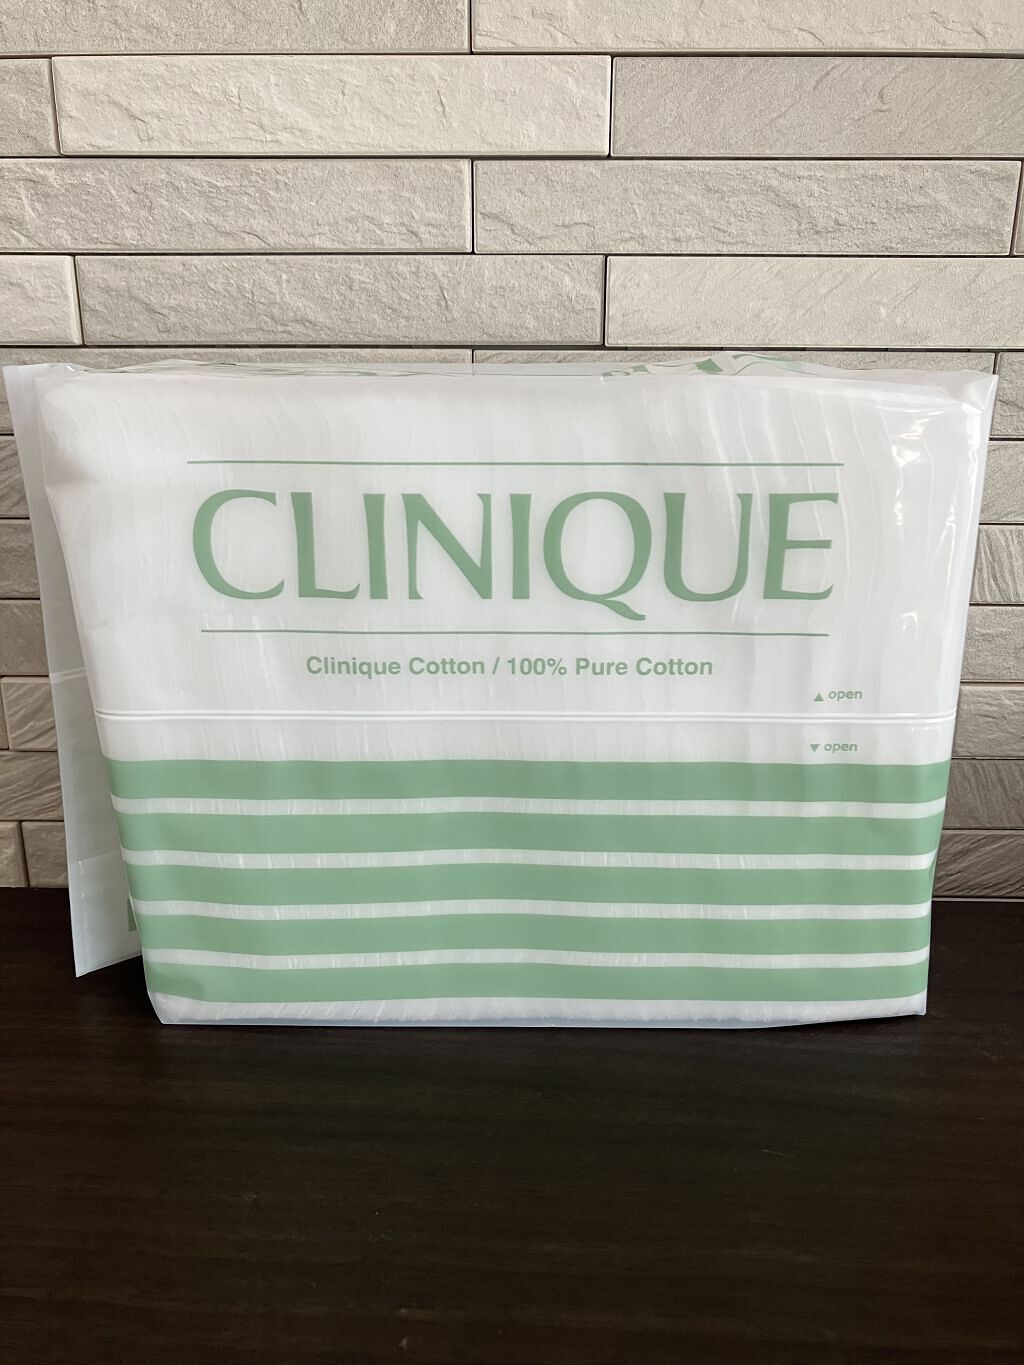 CLINIQUE
Clinique Cotton / 100% Pure Cotton
▲ open
▼ open